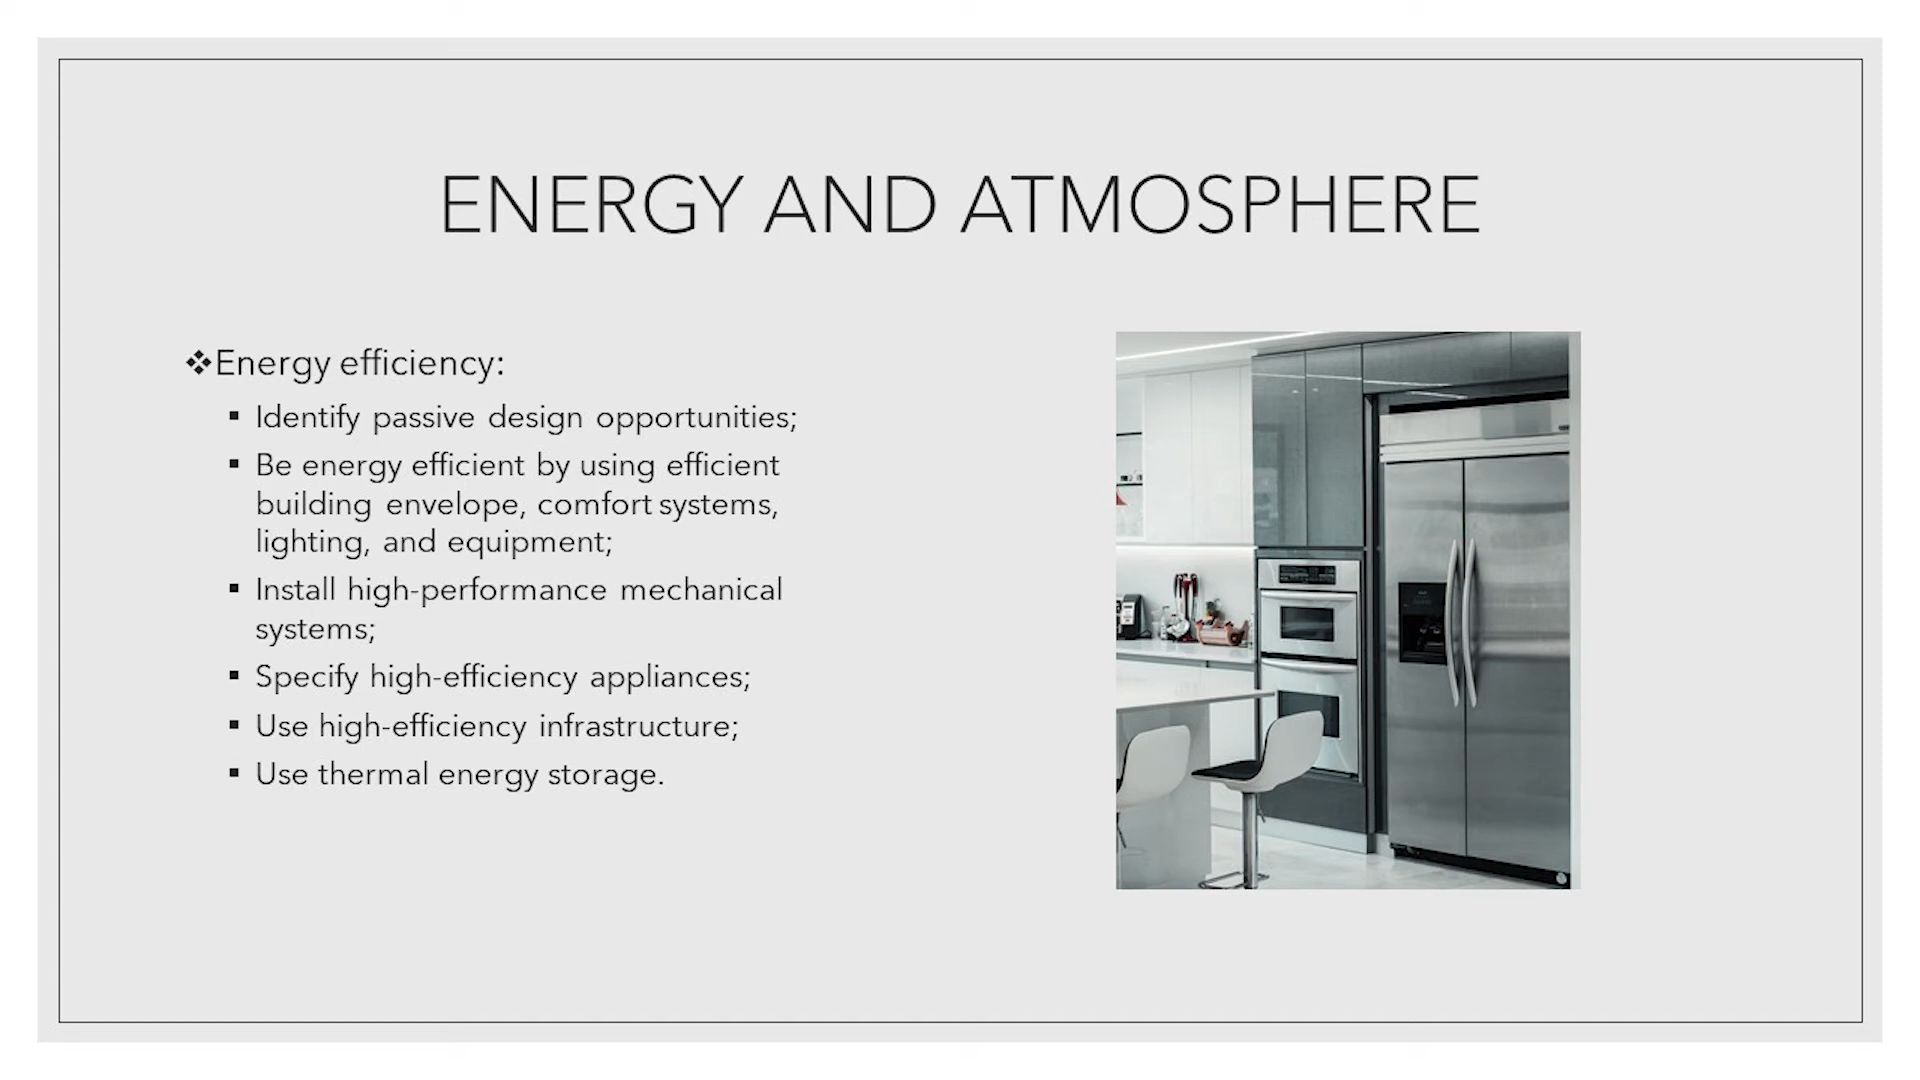 ENERGY AND ATMOSPHERE
❖Energy efficiency:
▪ Identify passive design opportunities;
▪ Be energy efficient by using efficient
building envelope, comfort systems,
lighting, and equipment;
▪ Install high-performance mechanical
systems;
▪ Specify high-efficiency appliances;
▪ Use high-efficiency infrastructure;
▪ Use thermal energy storage.